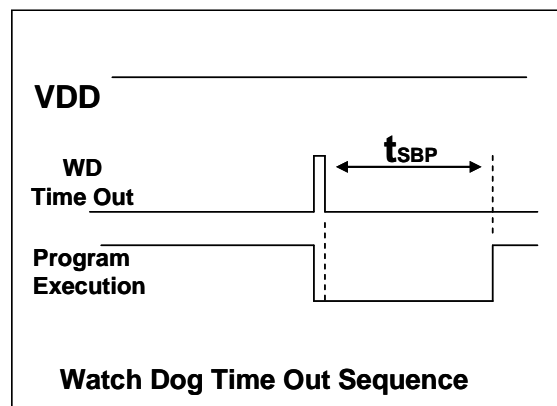 VDD
tSBP
WD
Time Out
Program
Execution
Watch Dog Time Out Sequence